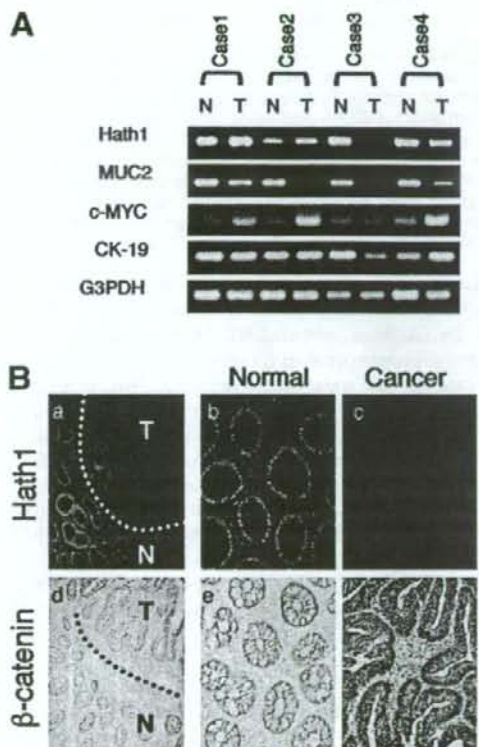 A
Case1 Case2 Case3 Case4
N T N T N T N T
Hath1
MUC2
c-MYC
CK-19
G3PDH
B
Normal Cancer
Hath1
a T N
b
c
β-catenin
d T N
e